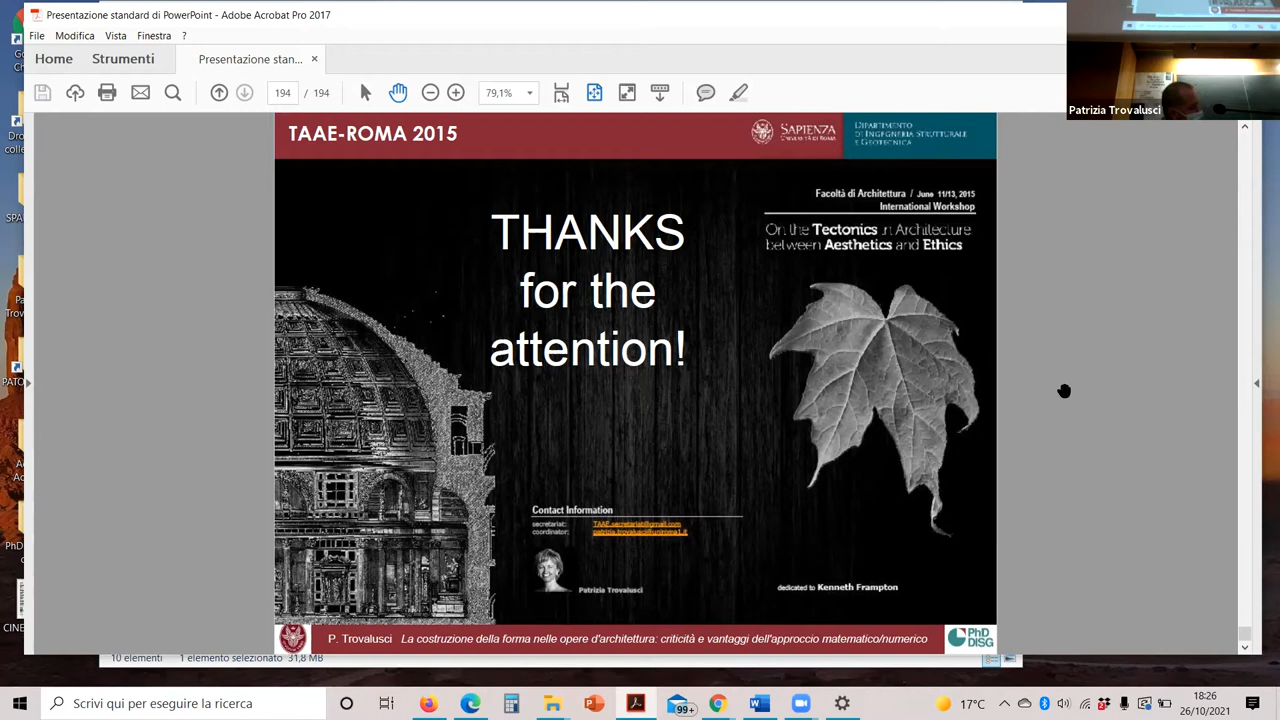 Presentazione standard di PowerPoint - Adobe Acrobat Pro 2017
File Modifica Vista Finestra ?
Home Strumenti Presentazione stan... ×
194 / 194 79,1%
Patrizia Trovalusci
TAAE-ROMA 2015
SAPIENZA
UNIVERSITÀ DI ROMA
DIPARTIMENTO
DI INGEGNERIA STRUTTURALE
E GEOTECNICA
Facoltà di Architettura / June 11/13, 2015
International Workshop
On the Tectonics in Architecture
between Aesthetics and Ethics
THANKS
for the
attention!
Contact Information
secretariat: TAAE.secretariat@gmail.com
coordinator:
Patrizia Trovalusci
dedicated to Kenneth Frampton
P. Trovalusci La costruzione della forma nelle opere d'architettura: criticità e vantaggi dell'approccio matematico/numerico
PhD
DISG
10 elementi 1 elemento selezionato 31,8 MB
Scrivi qui per eseguire la ricerca
99+
17°C
18:26
26/10/2021